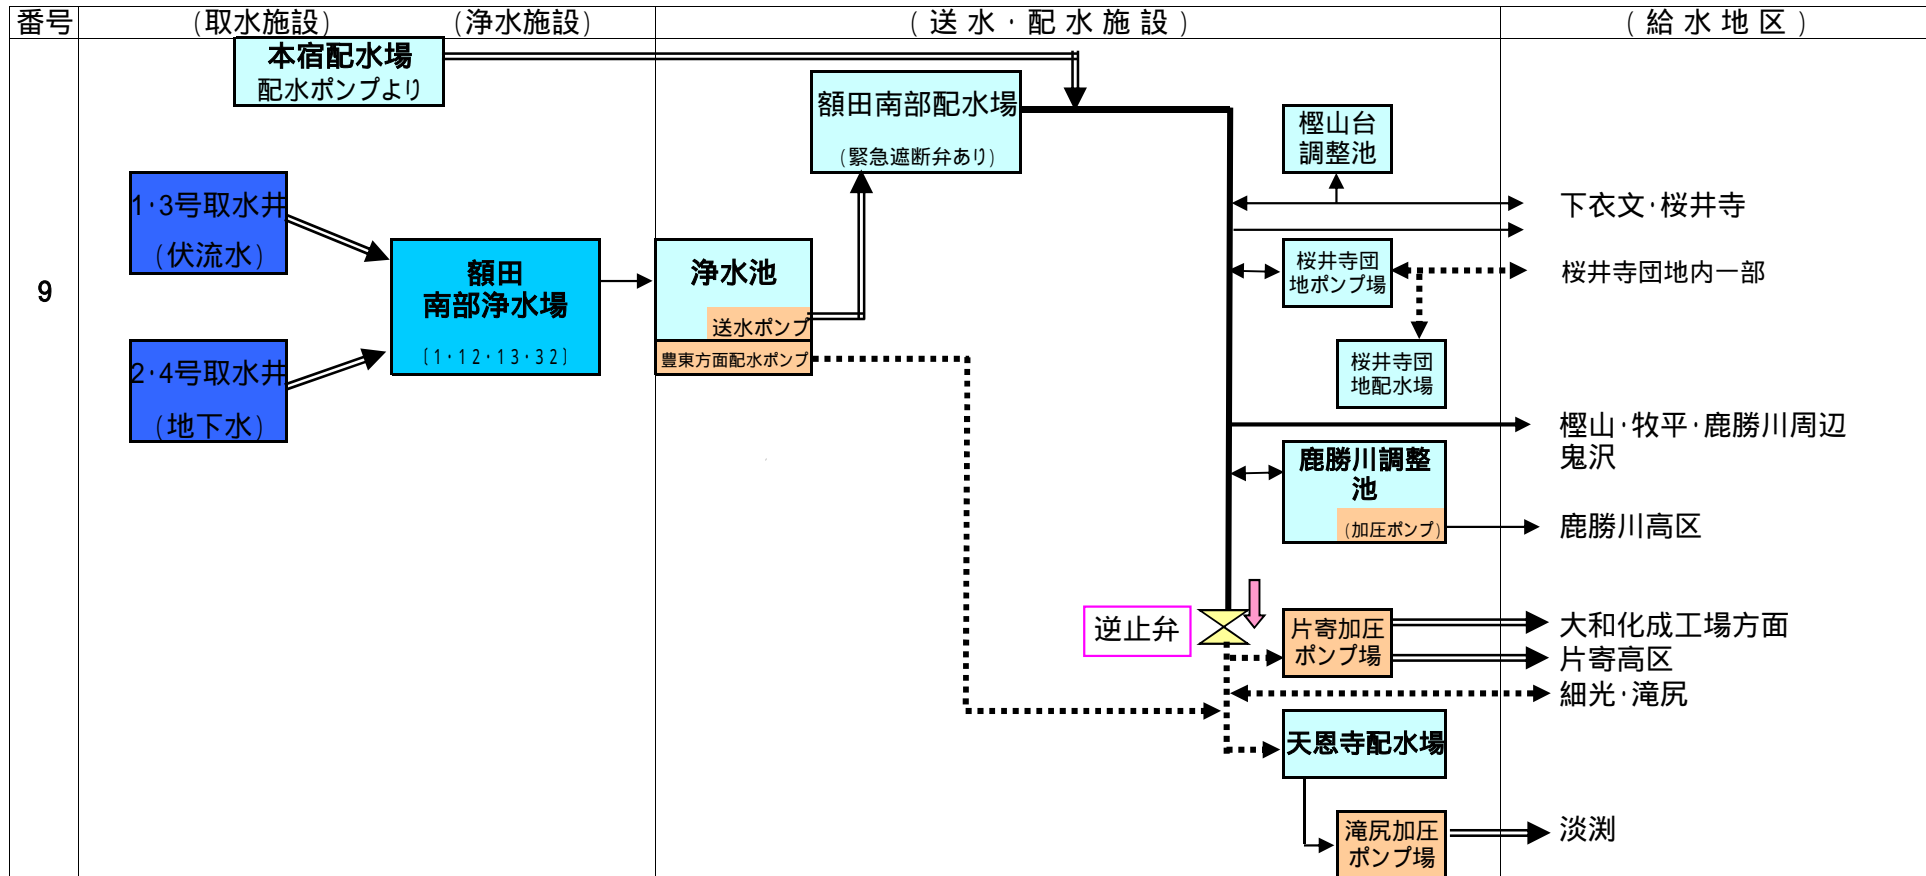 番号
(取水施設)
(浄水施設)
(送水・配水施設)
(給水地区)
本宿配水場
配水ポンプより
額田南部配水場
(緊急遮断弁あり)
樫山台
調整池
1・3号取水井
(伏流水)
下衣文・桜井寺
額田
南部浄水場
(1・12・13・32)
浄水池
送水ポンプ
豊東方面配水ポンプ
桜井寺団
地ポンプ場
桜井寺団地内一部
9
2・4号取水井
(地下水)
桜井寺団
地配水場
樫山・牧平・鹿勝川周辺
鬼沢
鹿勝川調整
池
(加圧ポンプ)
鹿勝川高区
逆止弁
片寄加圧
ポンプ場
大和化成工場方面
片寄高区
細光・滝尻
天恩寺配水場
滝尻加圧
ポンプ場
淡渕